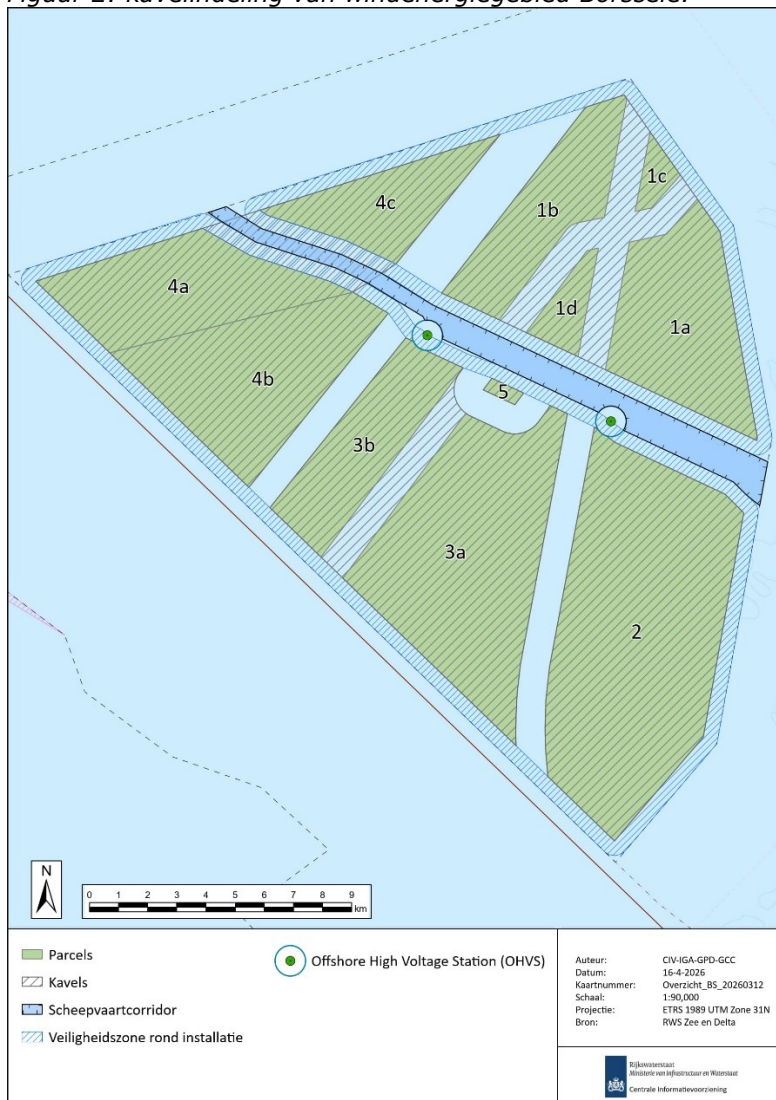 Figuur 2. Kavelindeling van windenergiegebied Borssele.
1c
4c
1b
4a
1d
1a
5
4b
3b
3a
2
N
0 1 2 3 4 5 6 7 8 9
km
Parcels
Kavels
Scheepvaartcorridor
Veiligheidszone rond installatie
Offshore High Voltage Station (OHVS)
Auteur: CIV-IGA-GPD-GCC
Datum: 16-4-2026
Kaartnummer: Overzicht_BS_20260312
Schaal: 1:90,000
Projectie: ETRS 1989 UTM Zone 31N
Bron: RWS Zee en Delta
Rijkswaterstaat
Ministerie van Infrastructuur en Waterstaat
Centrale Informatievoorziening